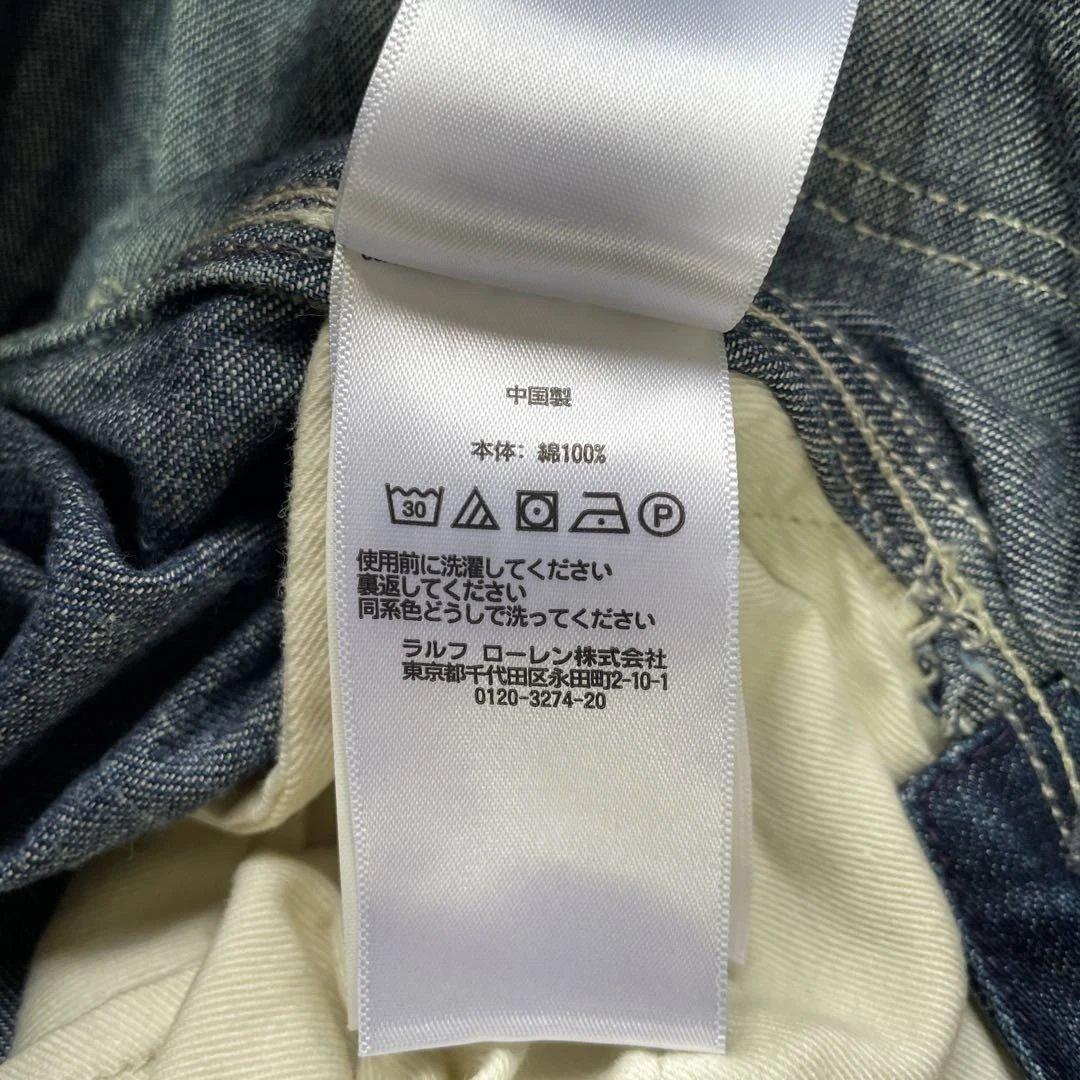 中国製
本体: 綿100%
30 P
使用前に洗濯してください
裏返してください
同系色どうしで洗ってください
ラルフ ローレン株式会社
東京都千代田区永田町2-10-1
0120-3274-20